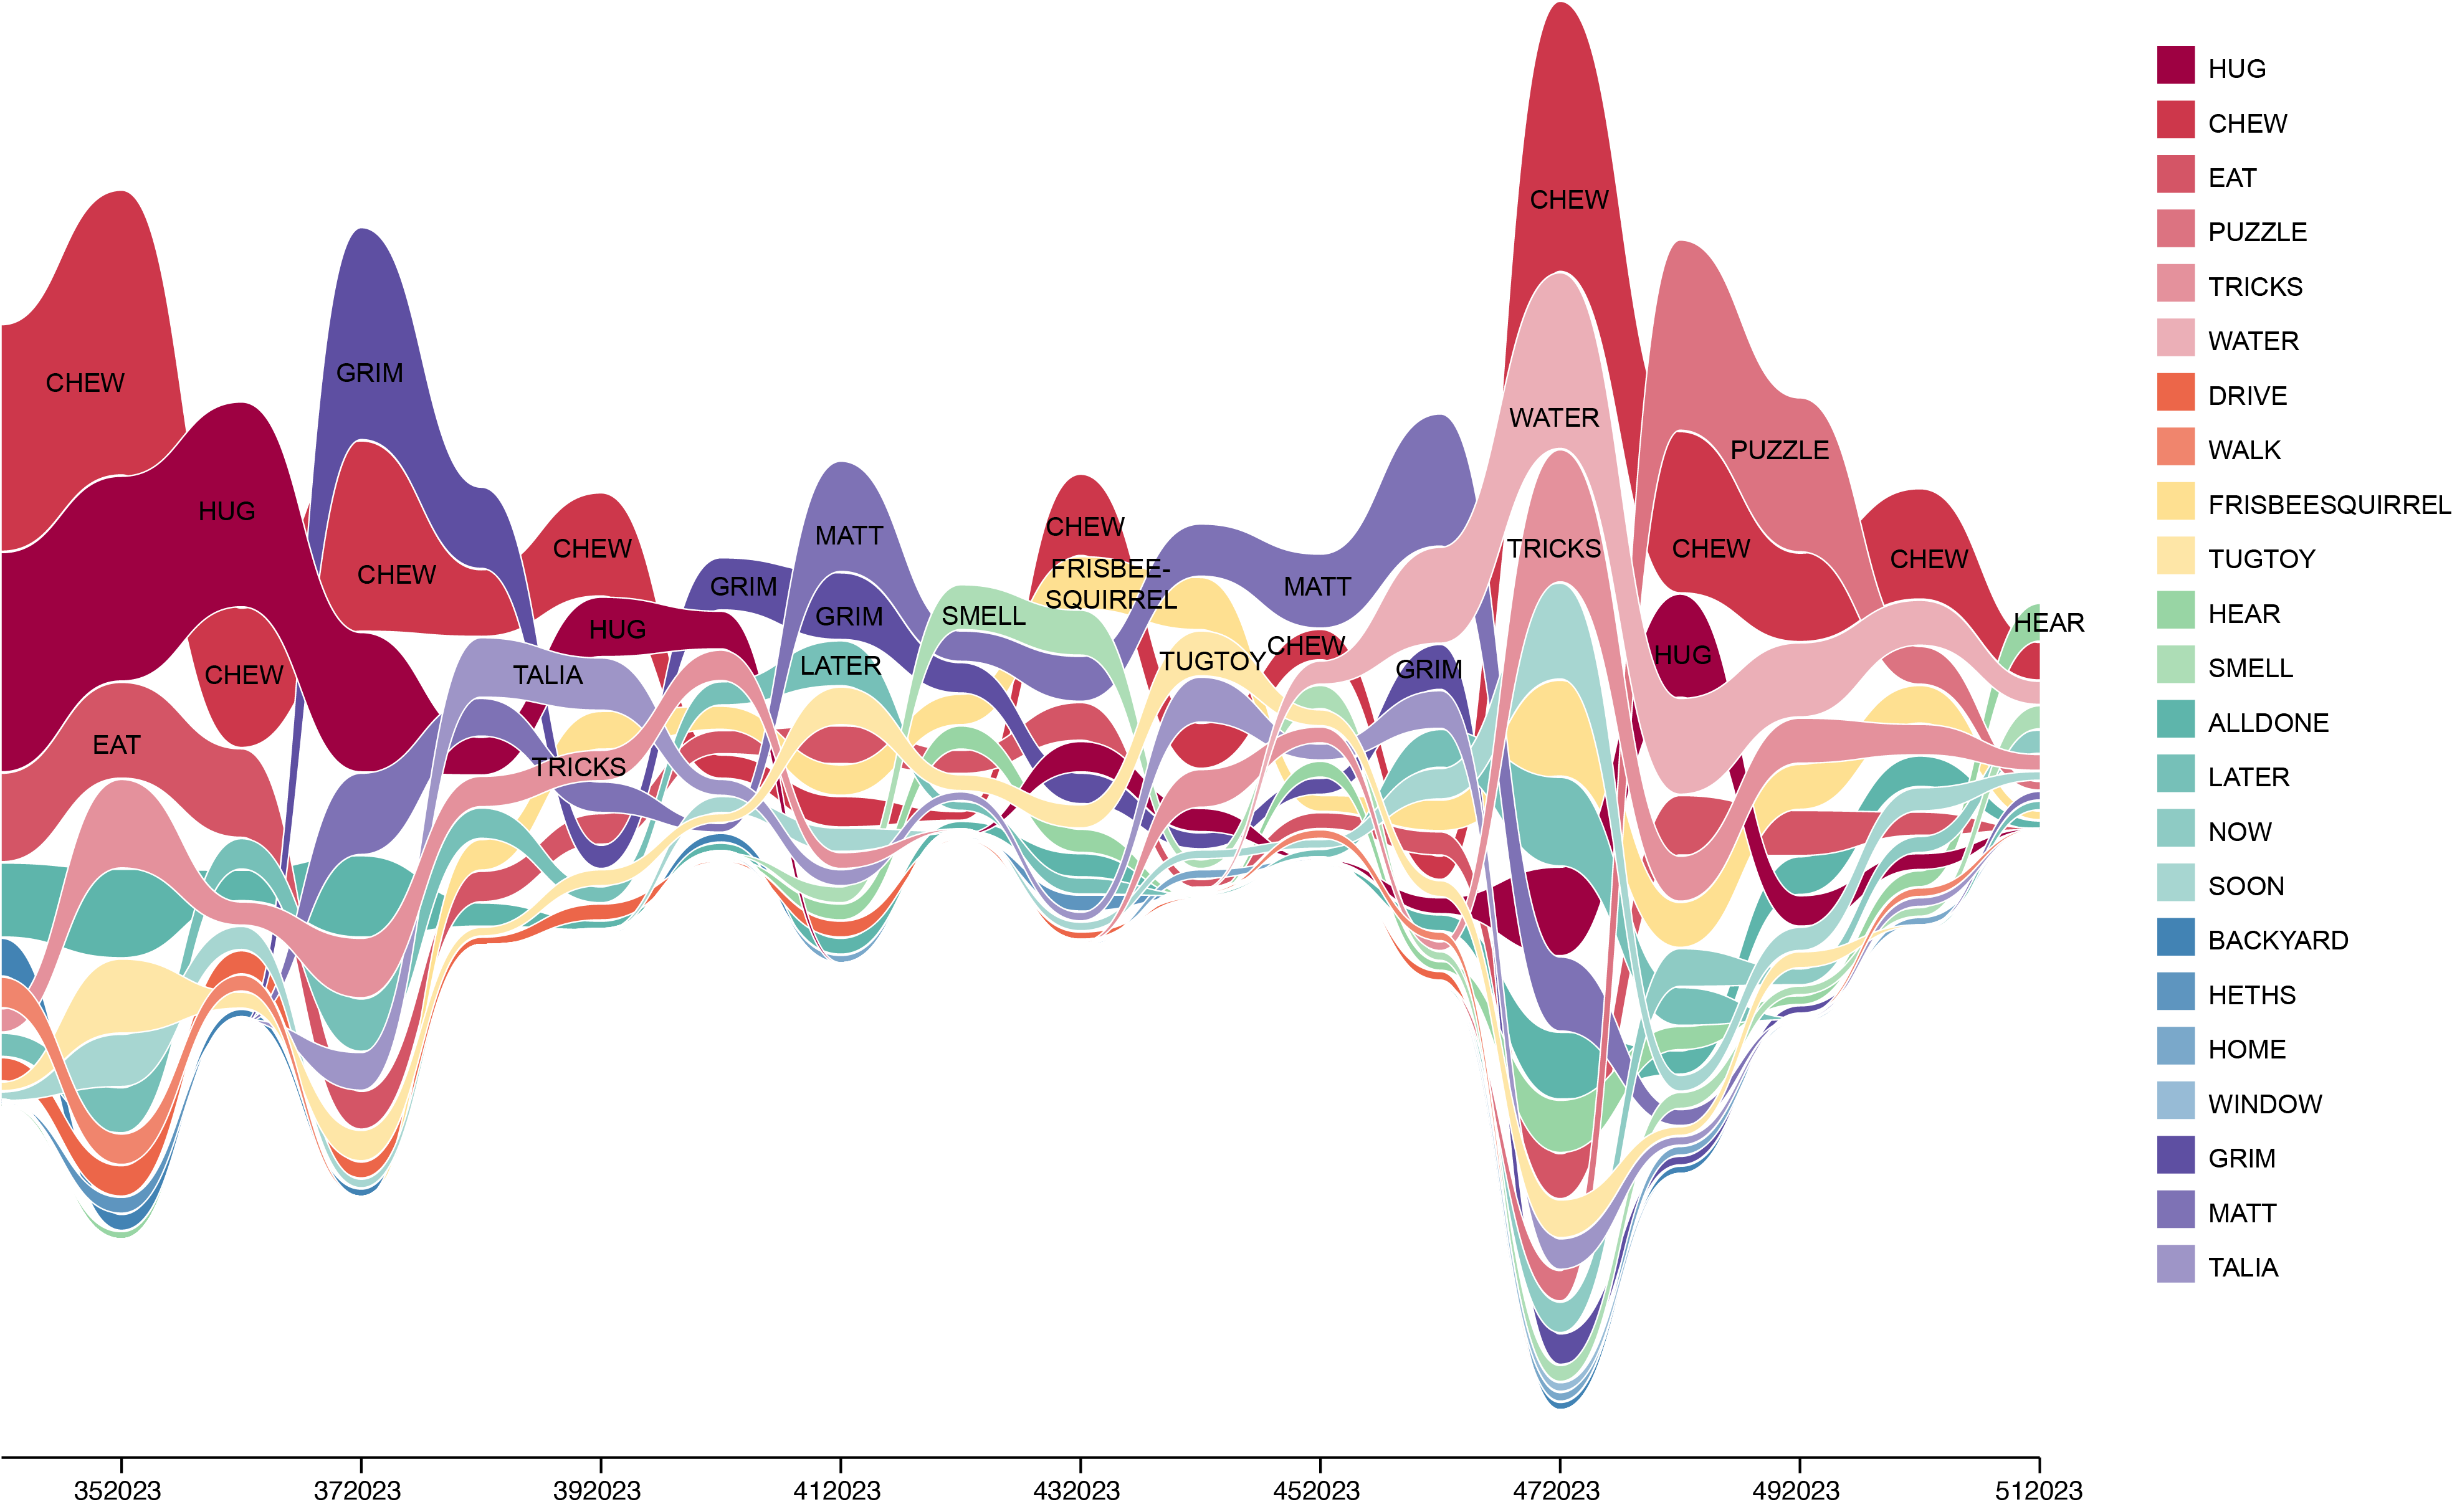 CHEW
HUG
EAT
CHEW
GRIM
CHEW
TALIA
CHEW
HUG
TRICKS
GRIM
MATT
GRIM
LATER
SMELL
CHEW
FRISBEE-
SQUIRREL
TUGTOY
CHEW
MATT
GRIM
CHEW
WATER
TRICKS
PUZZLE
CHEW
HUG
CHEW
HEAR
352023
372023
392023
412023
432023
452023
472023
492023
512023
HUG
CHEW
EAT
PUZZLE
TRICKS
WATER
DRIVE
WALK
FRISBEESQUIRREL
TUGTOY
HEAR
SMELL
ALLDONE
LATER
NOW
SOON
BACKYARD
HETHS
HOME
WINDOW
GRIM
MATT
TALIA